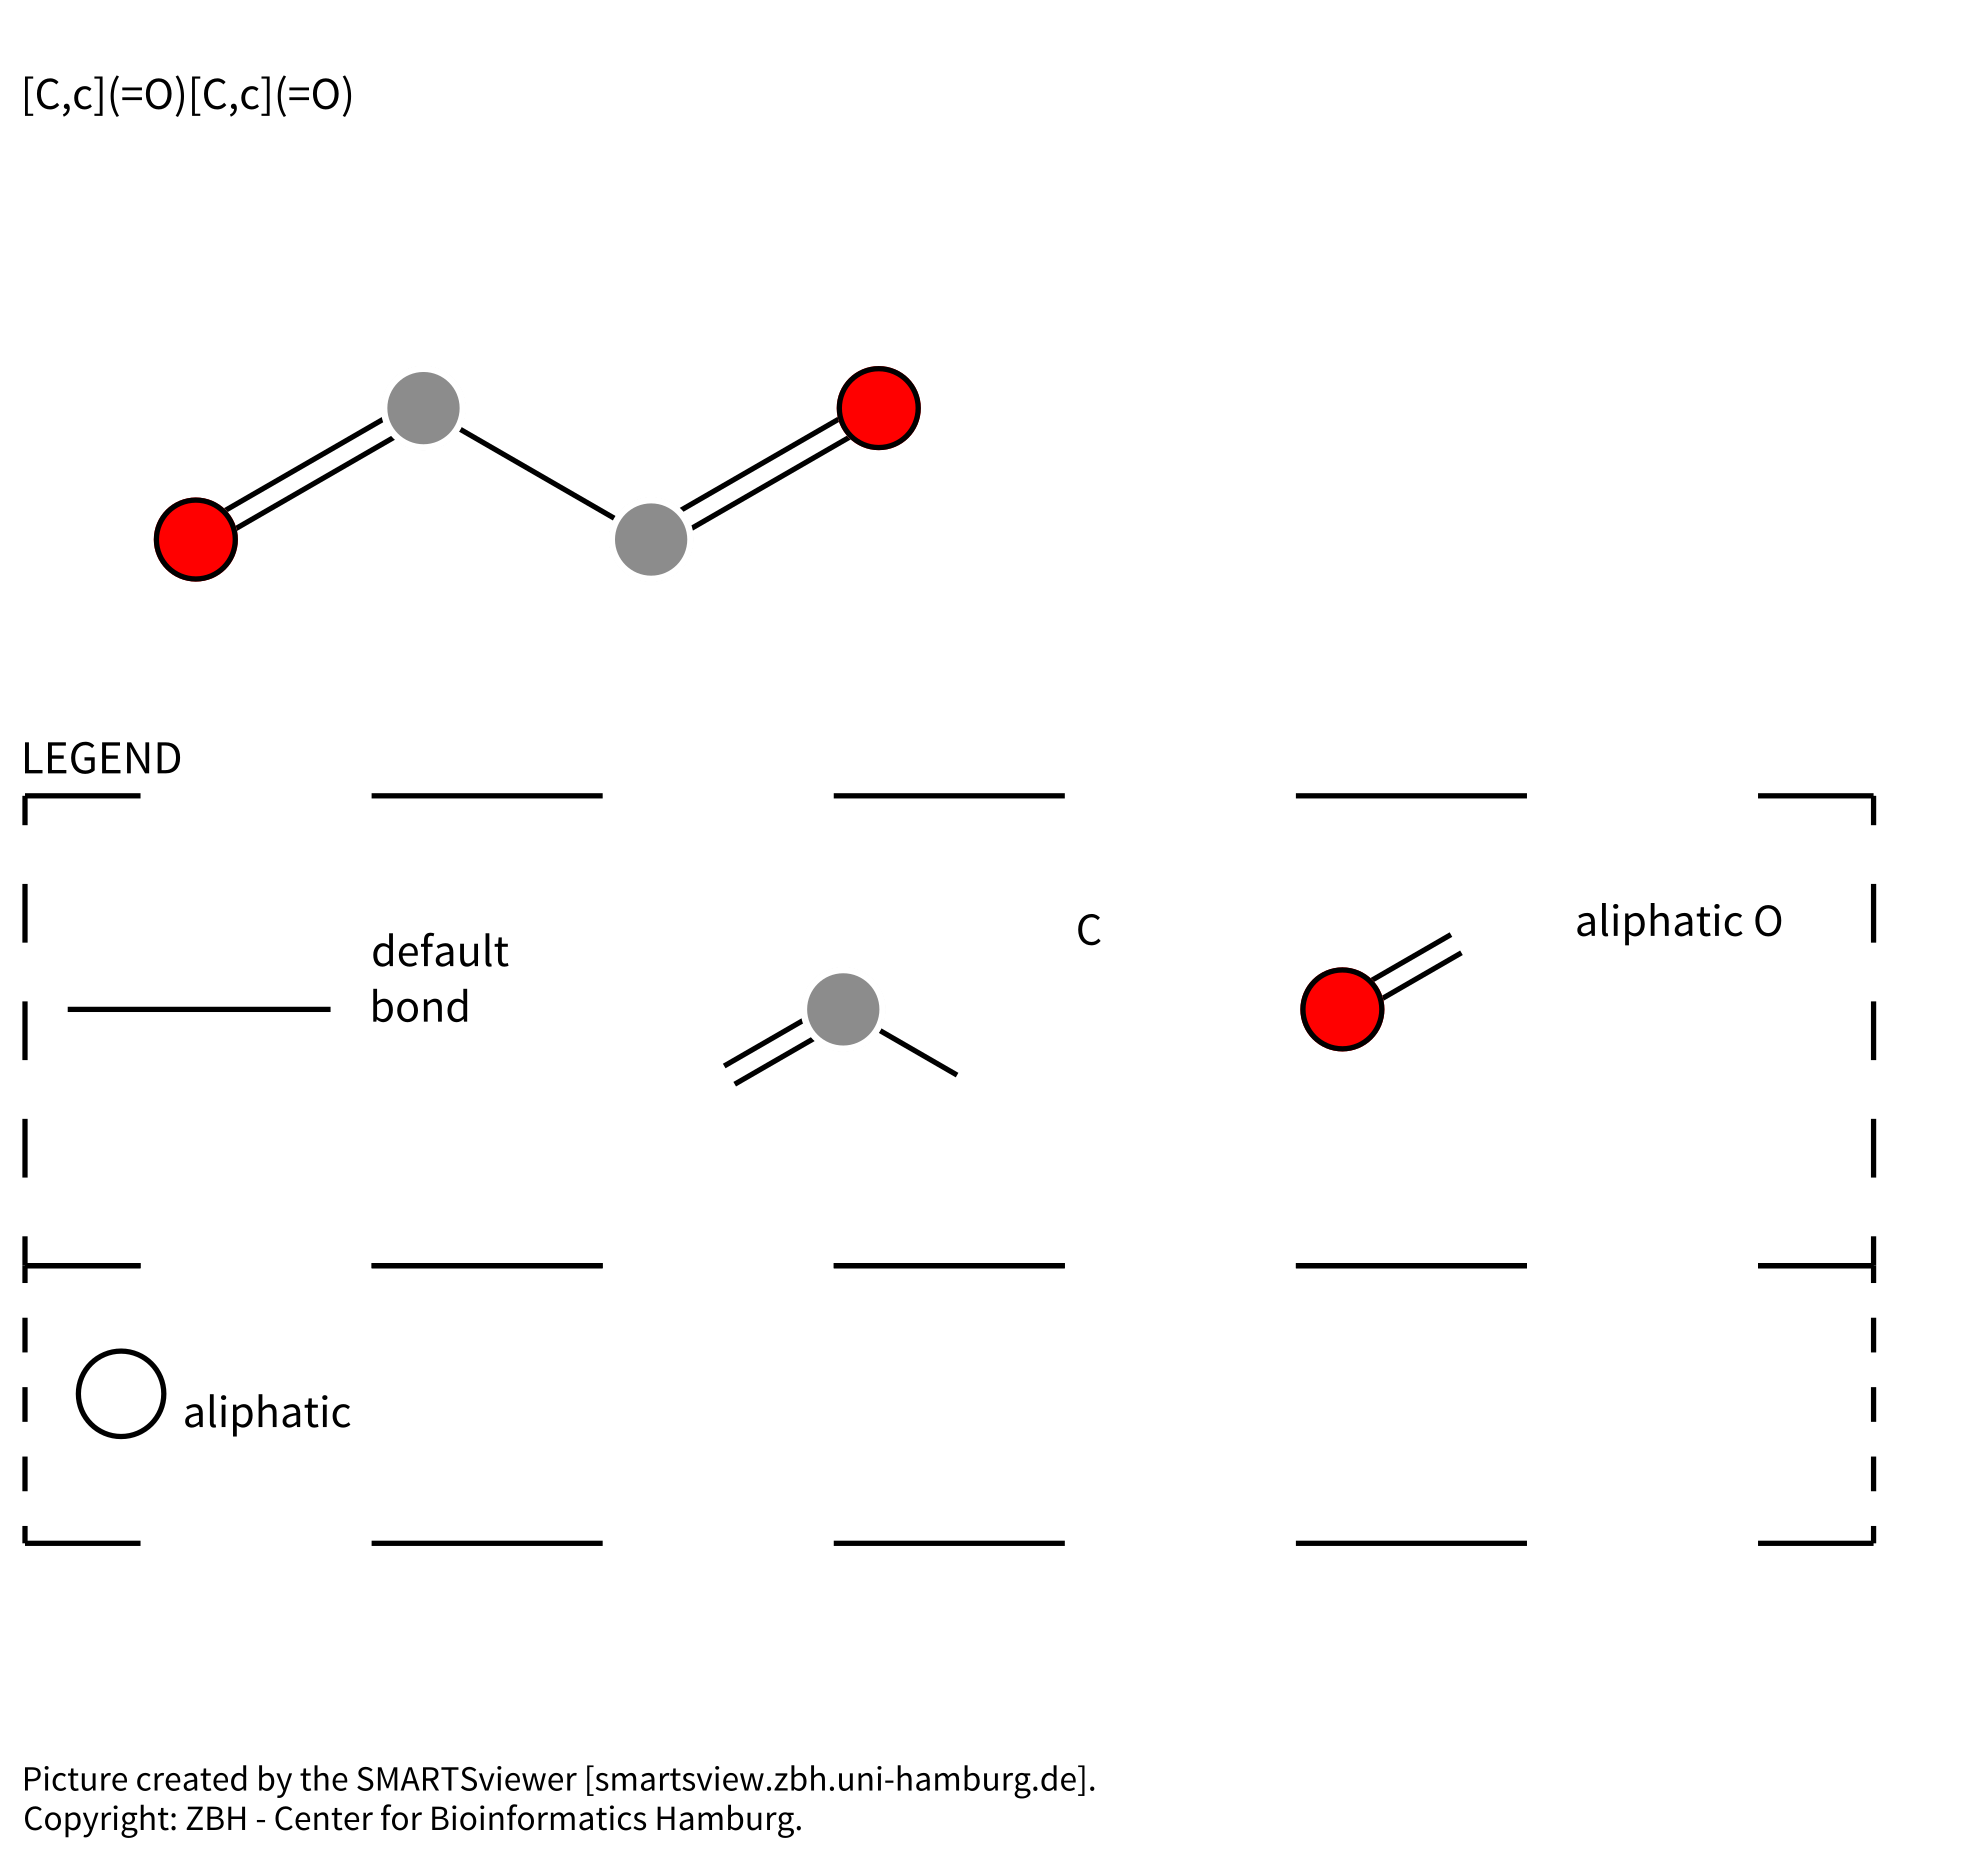 [C,c](=O)[C,c](=O)
LEGEND
default
bond
C
aliphatic O
aliphatic
Picture created by the SMARTSviewer [smartsview.zbh.uni-hamburg.de].
Copyright: ZBH - Center for Bioinformatics Hamburg.